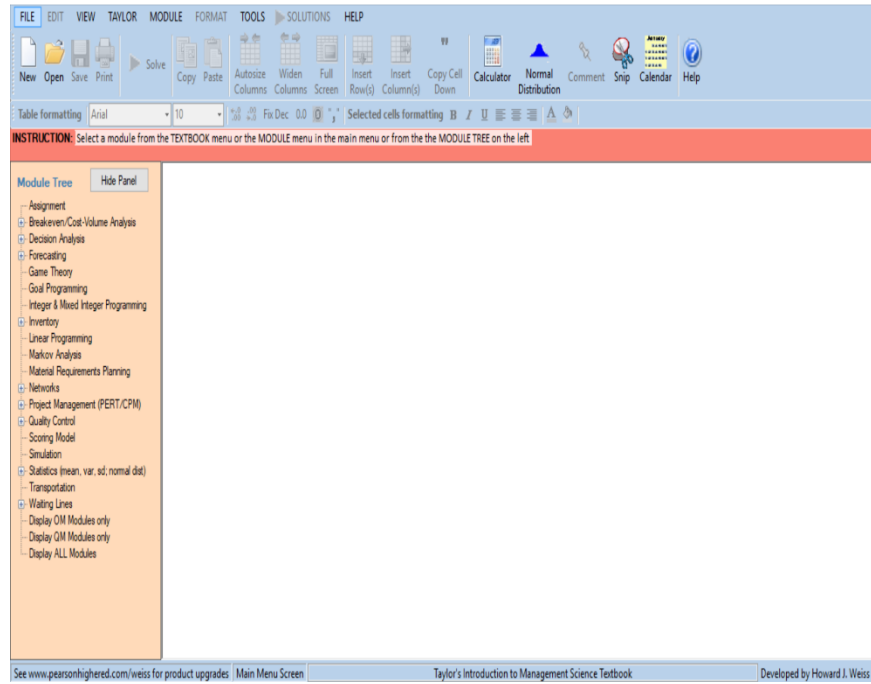 FILE EDIT VIEW TAYLOR MODULE FORMAT TOOLS SOLUTIONS HELP
New Open Save Print Solve Copy Paste Autosize Columns Widen Columns Full Screen Insert Row(s) Insert Column(s) Copy Cell Down Calculator Normal Distribution Comment Snip Calendar Help
Table formatting Arial 10 Fix Dec 0.0 Selected cells formatting B I U A
INSTRUCTION: Select a module from the TEXTBOOK menu or the MODULE menu in the main menu or from the the MODULE TREE on the left
Module Tree Hide Panel
Assignment
Breakeven/Cost-Volume Analysis
Decision Analysis
Forecasting
Game Theory
Goal Programming
Integer & Mixed Integer Programming
Inventory
Linear Programming
Markov Analysis
Material Requirements Planning
Networks
Project Management (PERT/CPM)
Quality Control
Scoring Model
Simulation
Statistics (mean, var, sd; normal dist)
Transportation
Waiting Lines
Display OM Modules only
Display QM Modules only
Display ALL Modules
See www.pearsonhighered.com/weiss for product upgrades Main Menu Screen Taylor's Introduction to Management Science Textbook Developed by Howard J. Weiss